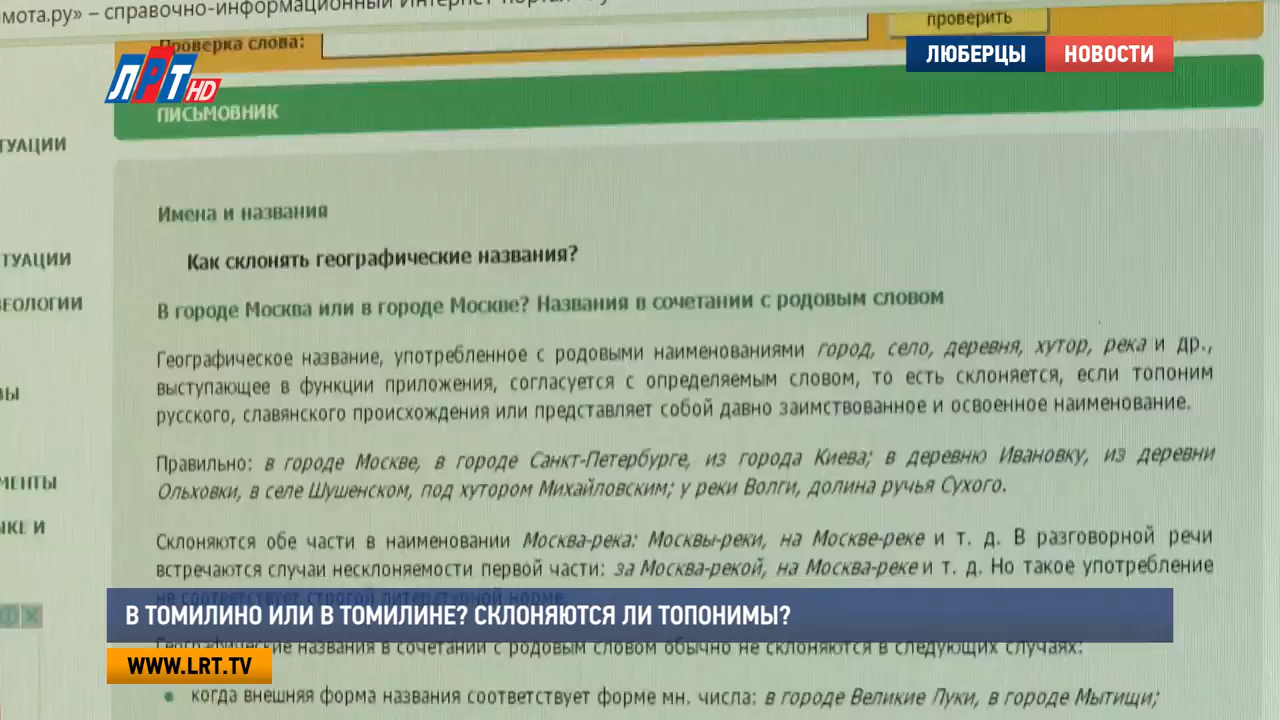 мота.ру» – справочно-информационный Интернет
Проверка слова:
проверить
ЛРТ HD
ЛЮБЕРЦЫ НОВОСТИ
ПИСЬМОВНИК
ТУАЦИИ
Имена и названия
Как склонять географические названия?
ТУАЦИИ
ЕОЛОГИИ
В городе Москва или в городе Москве? Названия в сочетании с родовым словом
Географическое название, употребленное с родовыми наименованиями город, село, деревня, хутор, река и др.,
выступающее в функции приложения, согласуется с определяемым словом, то есть склоняется, если топоним
русского, славянского происхождения или представляет собой давно заимствованное и освоенное наименование.
Правильно: в городе Москве, в городе Санкт-Петербурге, из города Киева; в деревню Ивановку, из деревни
Ольховки, в селе Шушенском, под хутором Михайловским; у реки Волги, долина ручья Сухого.
МЕНТЫ
Склоняются обе части в наименовании Москва-река: Москвы-реки, на Москве-реке и т. д. В разговорной речи
встречаются случаи несклоняемости первой части: за Москва-рекой, на Москва-реке и т. д. Но такое употребление
не соответствует строгой литературной норме.
В ТОМИЛИНО ИЛИ В ТОМИЛИНЕ? СКЛОНЯЮТСЯ ЛИ ТОПОНИМЫ?
Географические названия в сочетании с родовым словом обычно не склоняются в следующих случаях:
WWW.LRT.TV
когда внешняя форма названия соответствует форме мн. числа: в городе Великие Луки, в городе Мытищи;